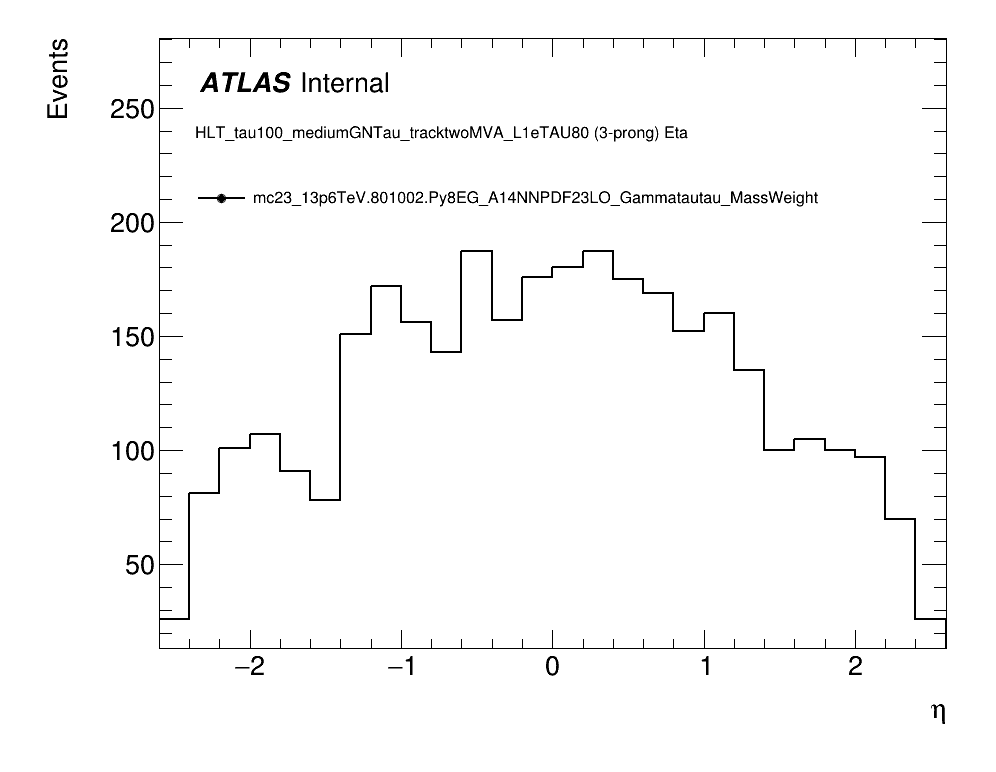 Events
ATLAS Internal
HLT_tau100_mediumGNTau_tracktwoMVA_L1eTAU80 (3-prong) Eta
mc23_13p6TeV.801002.Py8EG_A14NNPDF23LO_Gammatautau_MassWeight
250
200
150
100
50
−2 −1 0 1 2
η